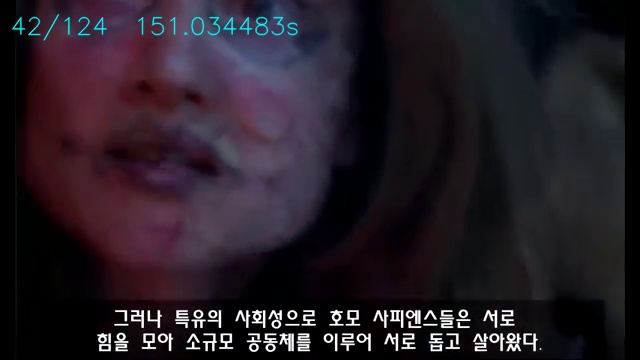 42/124 151.034483s
그러나 특유의 사회성으로 호모 사피엔스들은 서로
힘을 모아 소규모 공동체를 이루어 서로 돕고 살아왔다.